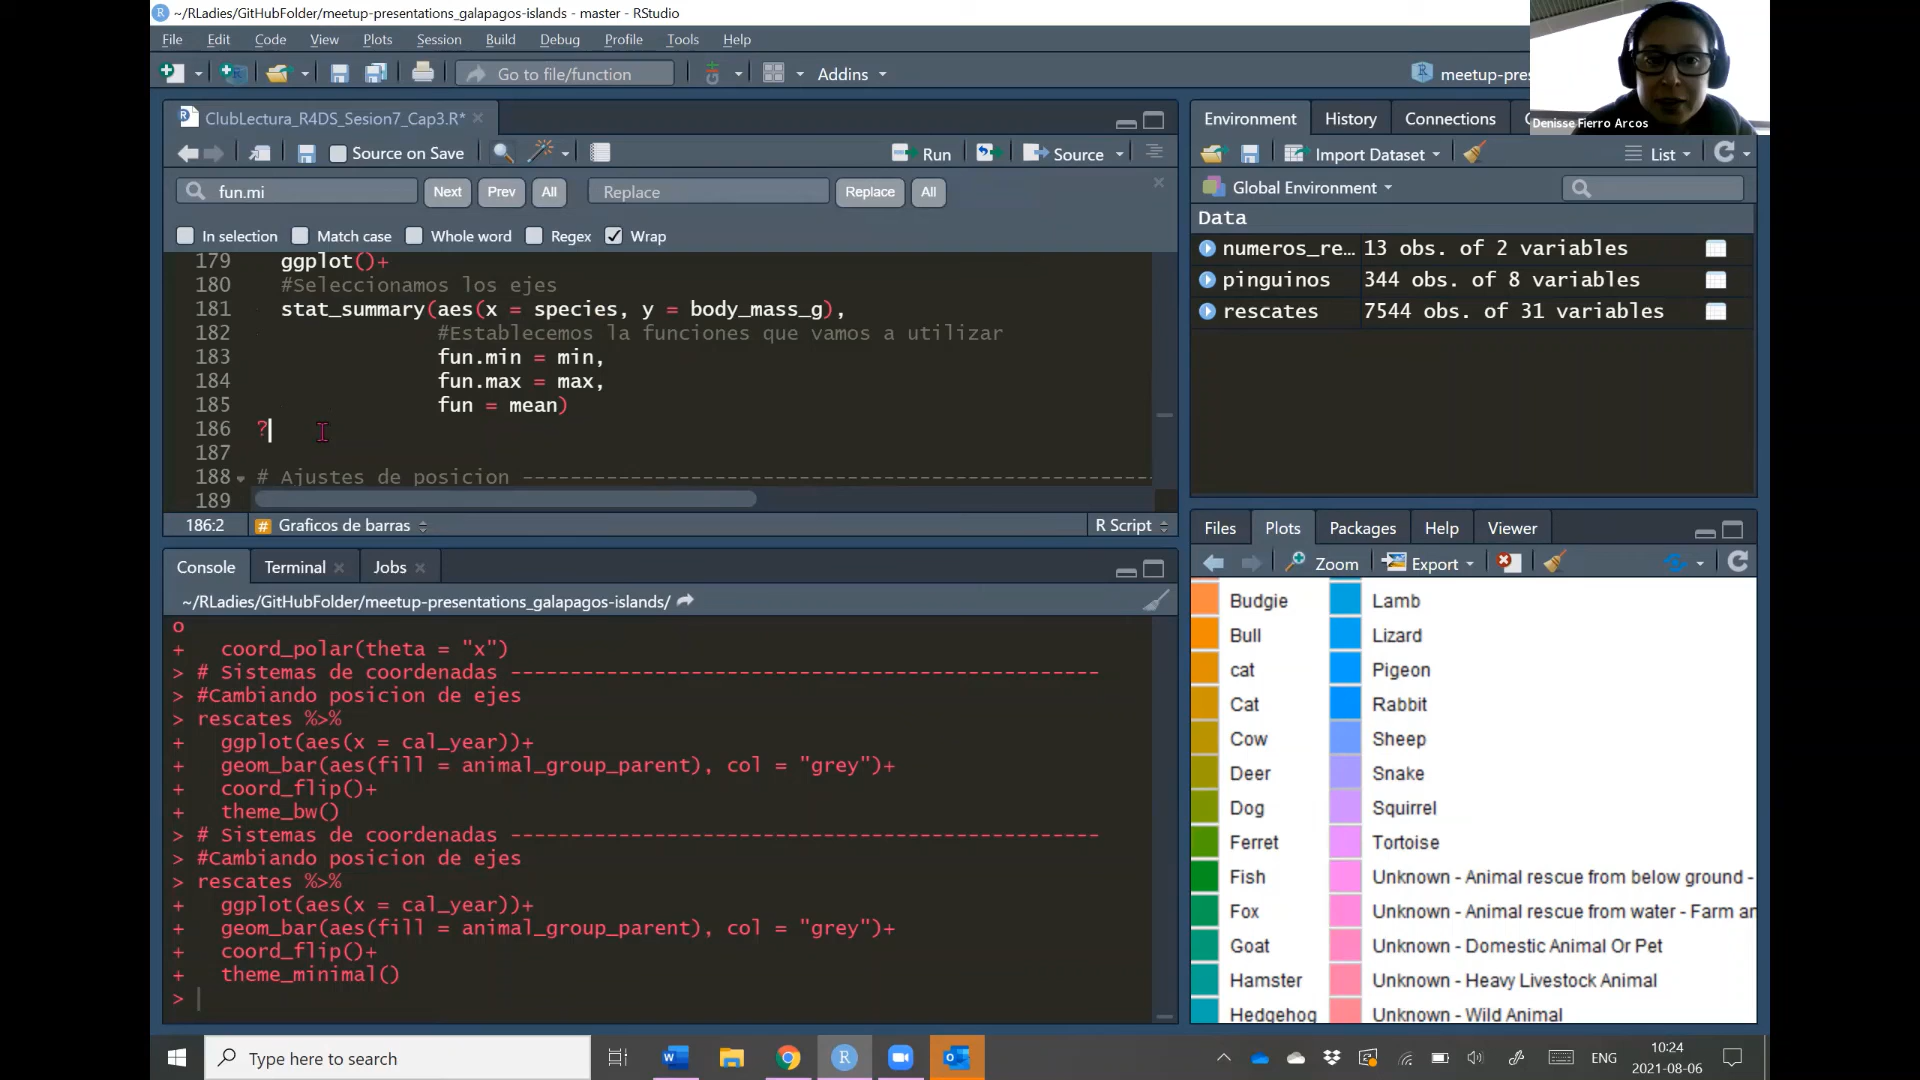 ~/RLadies/GitHubFolder/meetup-presentations_galapagos-islands - master - RStudio
File Edit Code View Plots Session Build Debug Profile Tools Help
Go to file/function Addins meetup-pres
Denisse Fierro Arcos
ClubLectura_R4DS_Sesion7_Cap3.R*
Source on Save Run Source
fun.mi Next Prev All Replace Replace All
In selection Match case Whole word Regex Wrap
179 ggplot()+
180 #Seleccionamos los ejes
181 stat_summary(aes(x = species, y = body_mass_g),
182 #Establecemos la funciones que vamos a utilizar
183 fun.min = min,
184 fun.max = max,
185 fun = mean)
186 ?
187
188 # Ajustes de posicion ------------------------------------------------------
189
186:2 # Graficos de barras R Script
Console Terminal Jobs
~/RLadies/GitHubFolder/meetup-presentations_galapagos-islands/
o
+ coord_polar(theta = "x")
> # Sistemas de coordenadas -------------------------------------------------
> #Cambiando posicion de ejes
> rescates %>%
+ ggplot(aes(x = cal_year))+
+ geom_bar(aes(fill = animal_group_parent), col = "grey")+
+ coord_flip()+
+ theme_bw()
> # Sistemas de coordenadas -------------------------------------------------
> #Cambiando posicion de ejes
> rescates %>%
+ ggplot(aes(x = cal_year))+
+ geom_bar(aes(fill = animal_group_parent), col = "grey")+
+ coord_flip()+
+ theme_minimal()
>
Environment History Connections
Import Dataset List
Global Environment
Data
numeros_re... 13 obs. of 2 variables
pinguinos 344 obs. of 8 variables
rescates 7544 obs. of 31 variables
Files Plots Packages Help Viewer
Zoom Export
Budgie Lamb
Bull Lizard
cat Pigeon
Cat Rabbit
Cow Sheep
Deer Snake
Dog Squirrel
Ferret Tortoise
Fish Unknown - Animal rescue from below ground -
Fox Unknown - Animal rescue from water - Farm an
Goat Unknown - Domestic Animal Or Pet
Hamster Unknown - Heavy Livestock Animal
Hedgehog Unknown - Wild Animal
Type here to search
ENG
10:24
2021-08-06